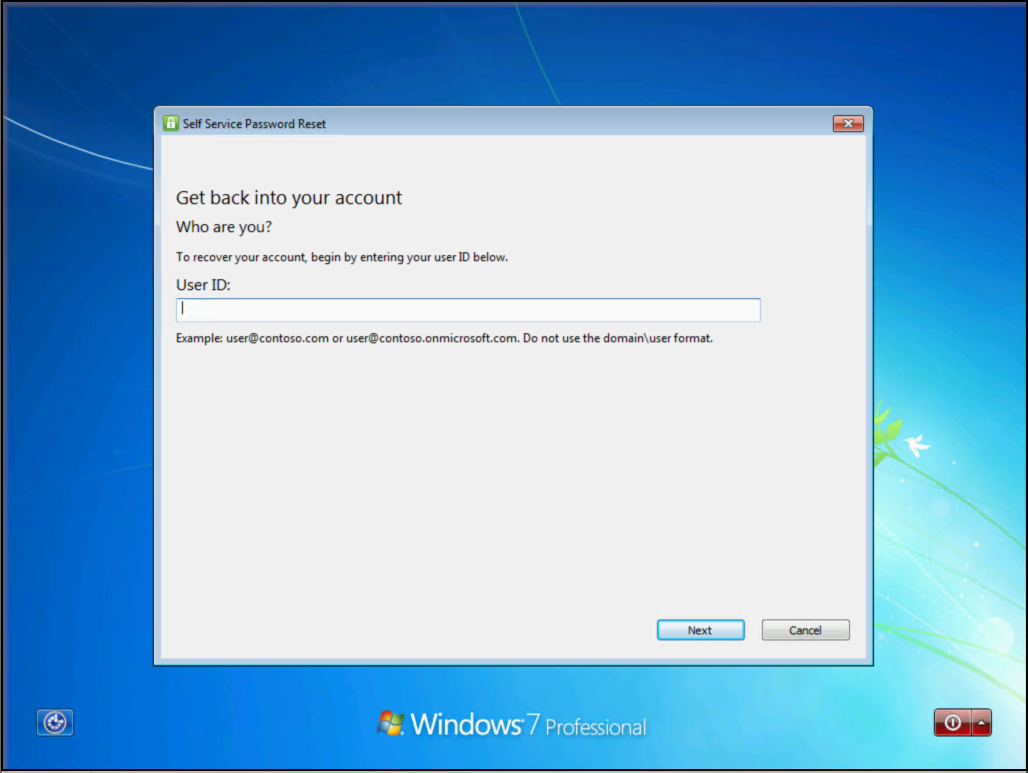 Self Service Password Reset
Get back into your account
Who are you?
To recover your account, begin by entering your user ID below.
User ID:
Example: user@contoso.com or user@contoso.onmicrosoft.com. Do not use the domain\user format.
Next Cancel
Windows 7 Professional